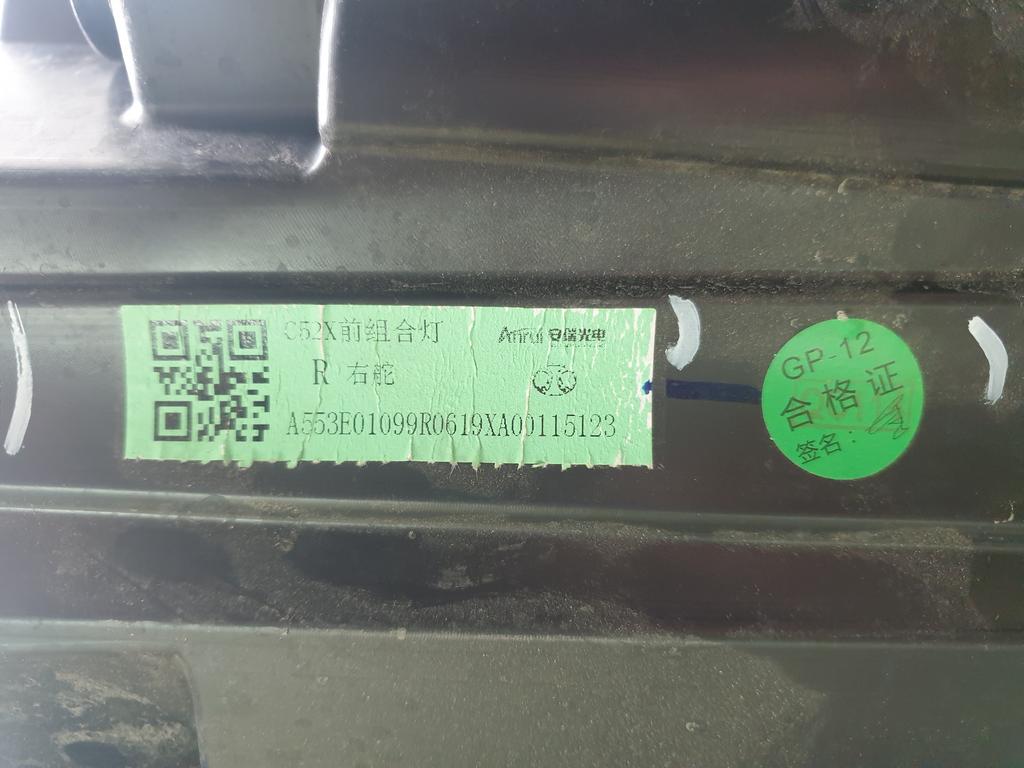 C52X前组合灯
Anrui 安瑞光电
R 右舵
A553E01099R0619XA00115123
GP-12
合格证
签名: